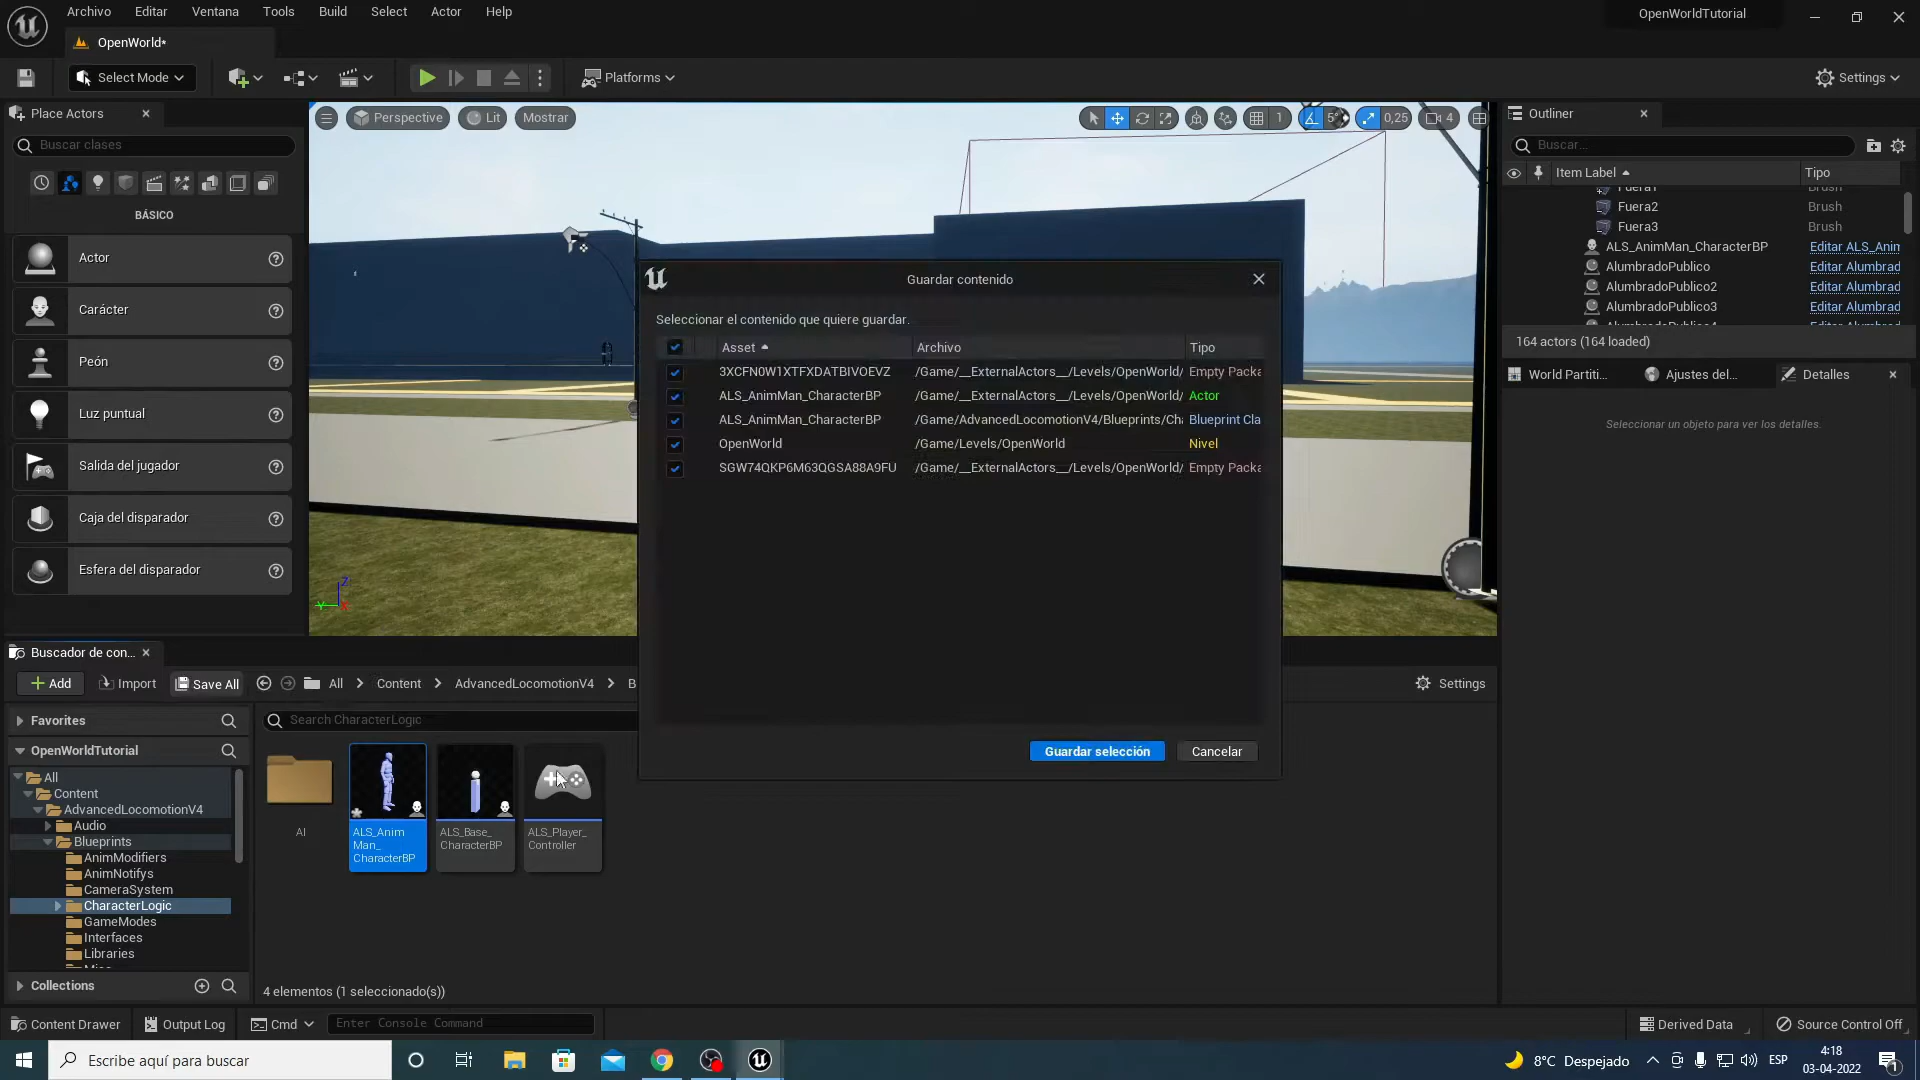 Archivo Editar Ventana Tools Build Select Actor Help
OpenWorldTutorial
OpenWorld*
Select Mode
Platforms
Settings
Place Actors
Buscar clases
BÁSICO
Actor
Carácter
Peón
Luz puntual
Salida del jugador
Caja del disparador
Esfera del disparador
Perspective Lit Mostrar
1 5° 0,25 4
Outliner
Buscar...
Item Label Tipo
Fuera1 Brush
Fuera2 Brush
Fuera3 Brush
ALS_AnimMan_CharacterBP Editar ALS_Anin
AlumbradoPublico Editar Alumbrad
AlumbradoPublico2 Editar Alumbrad
AlumbradoPublico3 Editar Alumbrad
164 actors (164 loaded)
World Partiti... Ajustes del... Detalles
Seleccionar un objeto para ver los detalles.
Guardar contenido
Seleccionar el contenido que quiere guardar.
Asset Archivo Tipo
3XCFN0W1XTFXDATBIVOEVZ /Game/__ExternalActors__/Levels/OpenWorld/ Empty Packa
ALS_AnimMan_CharacterBP /Game/__ExternalActors__/Levels/OpenWorld/ Actor
ALS_AnimMan_CharacterBP /Game/AdvancedLocomotionV4/Blueprints/Cha Blueprint Cla
OpenWorld /Game/Levels/OpenWorld Nivel
SGW74QKP6M63QGSA88A9FU /Game/__ExternalActors__/Levels/OpenWorld/ Empty Packa
Guardar selección Cancelar
Z
Y
X
Buscador de con...
Add Import Save All All Content AdvancedLocomotionV4 B
Settings
Favorites
Search CharacterLogic
OpenWorldTutorial
All
Content
AdvancedLocomotionV4
Audio
Blueprints
AnimModifiers
AnimNotifys
CameraSystem
CharacterLogic
GameModes
Interfaces
Libraries
Collections
AI
ALS_Anim
Man_
CharacterBP
ALS_Base_
CharacterBP
ALS_Player_
Controller
4 elementos (1 seleccionado(s))
Content Drawer Output Log Cmd Enter Console Command
Derived Data Source Control Off
Escribe aquí para buscar
8°C Despejado
ESP
4:18
03-04-2022
1